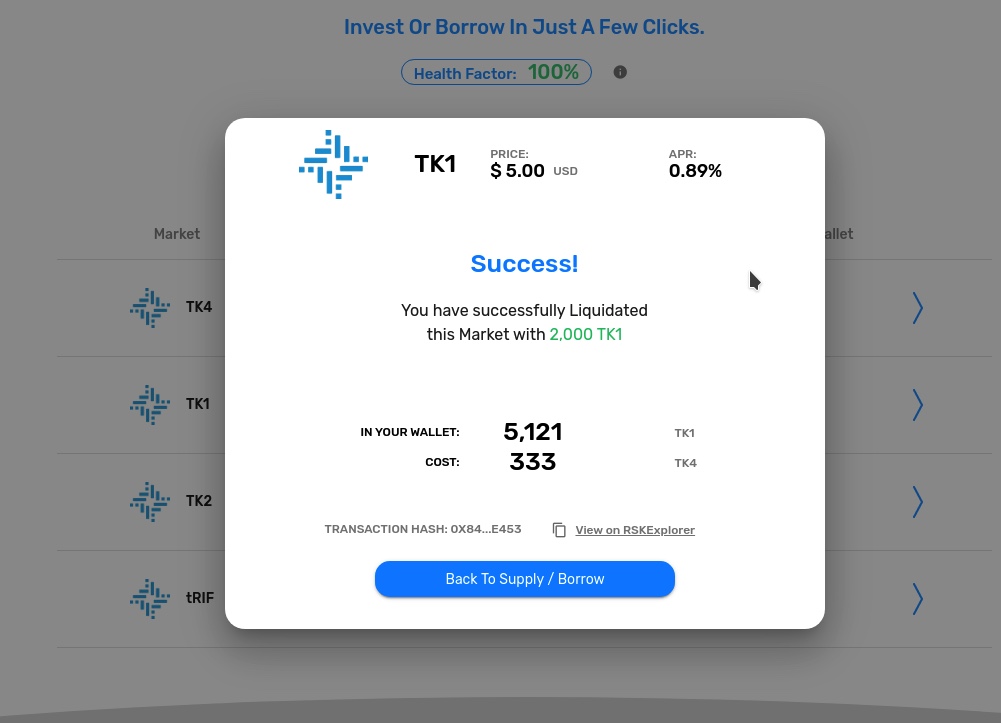 Invest Or Borrow In Just A Few Clicks.
Health Factor: 100%
TK1
PRICE:
$ 5.00 USD
APR:
0.89%
Market
allet
Success!
You have successfully Liquidated
this Market with 2,000 TK1
TK4
TK1
TK2
tRIF
IN YOUR WALLET: 5,121 TK1
COST: 333 TK4
TRANSACTION HASH: 0X84...E453 View on RSKExplorer
Back To Supply / Borrow